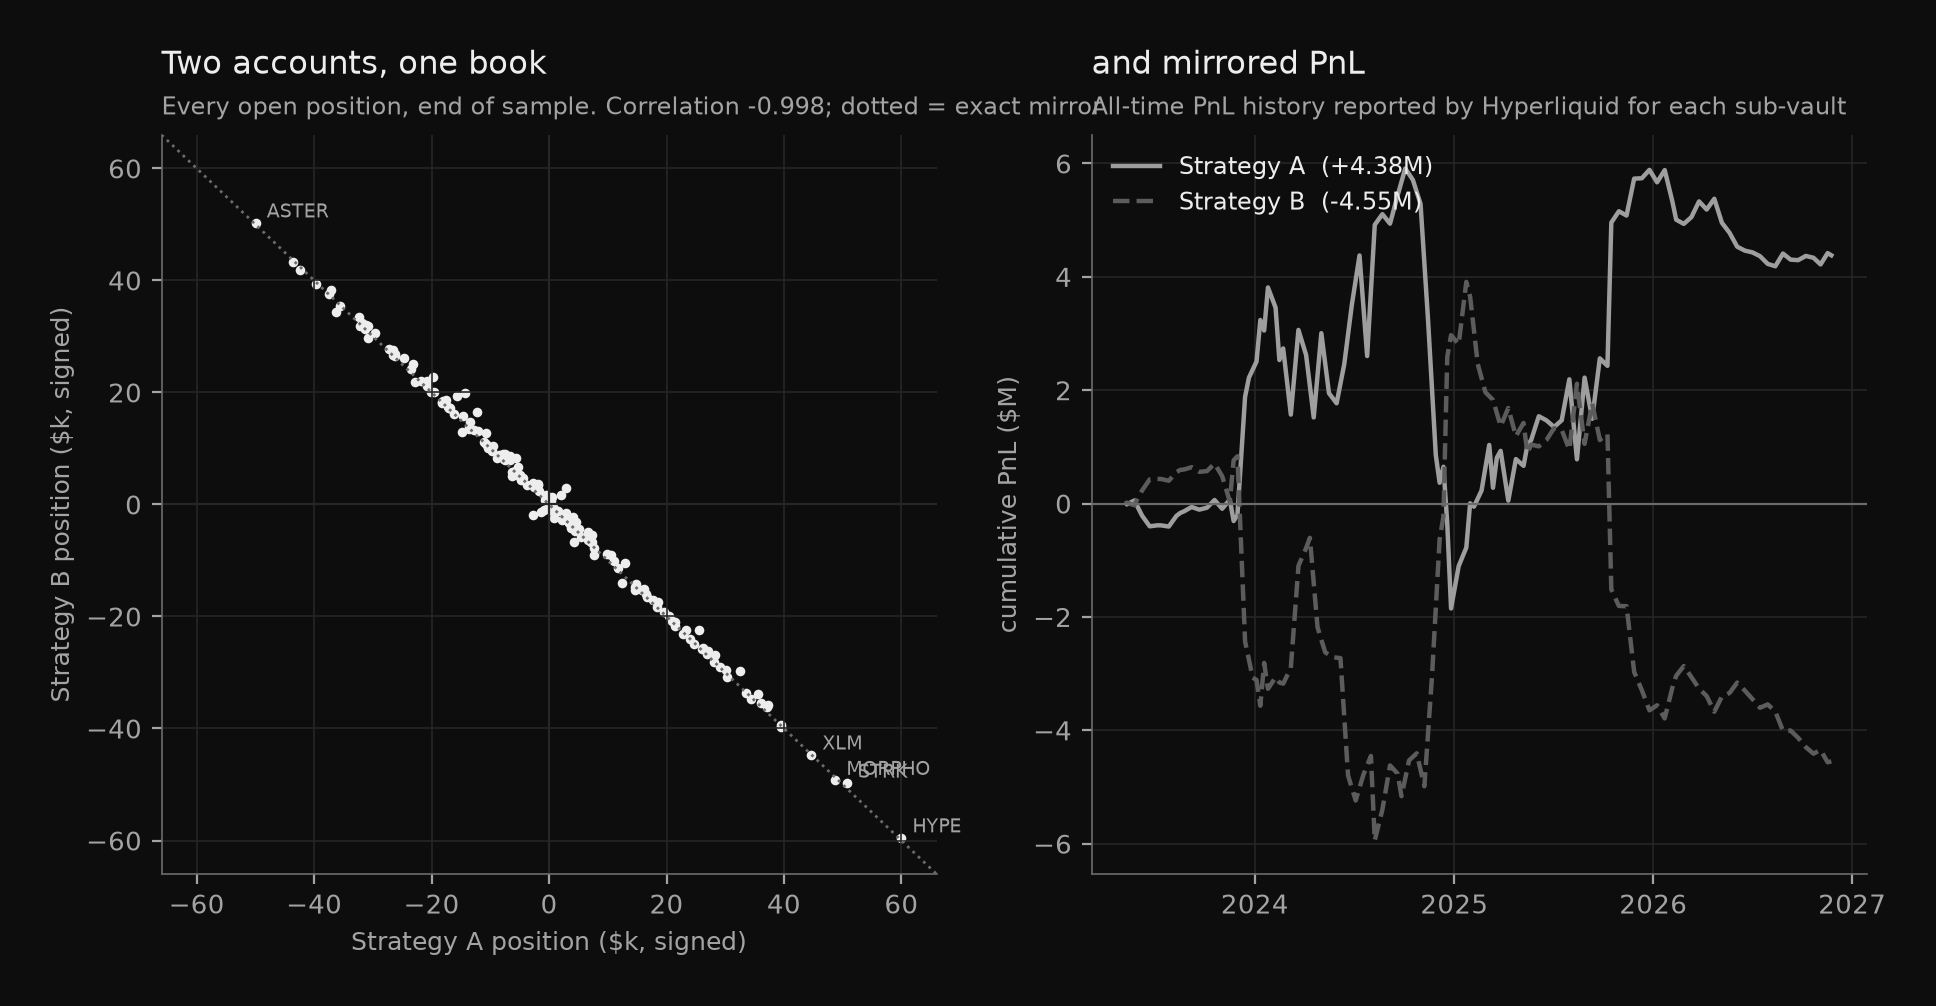 Two accounts, one book
Every open position, end of sample. Correlation -0.998; dotted = exact mirror
60
40
20
0
−20
−40
−60
Strategy B position ($k, signed)
ASTER
XLM
MORPHO
STRK
HYPE
−60
−40
−20
0
20
40
60
Strategy A position ($k, signed)
and mirrored PnL
All-time PnL history reported by Hyperliquid for each sub-vault
Strategy A (+4.38M)
Strategy B (-4.55M)
6
4
2
0
−2
−4
−6
cumulative PnL ($M)
2024
2025
2026
2027